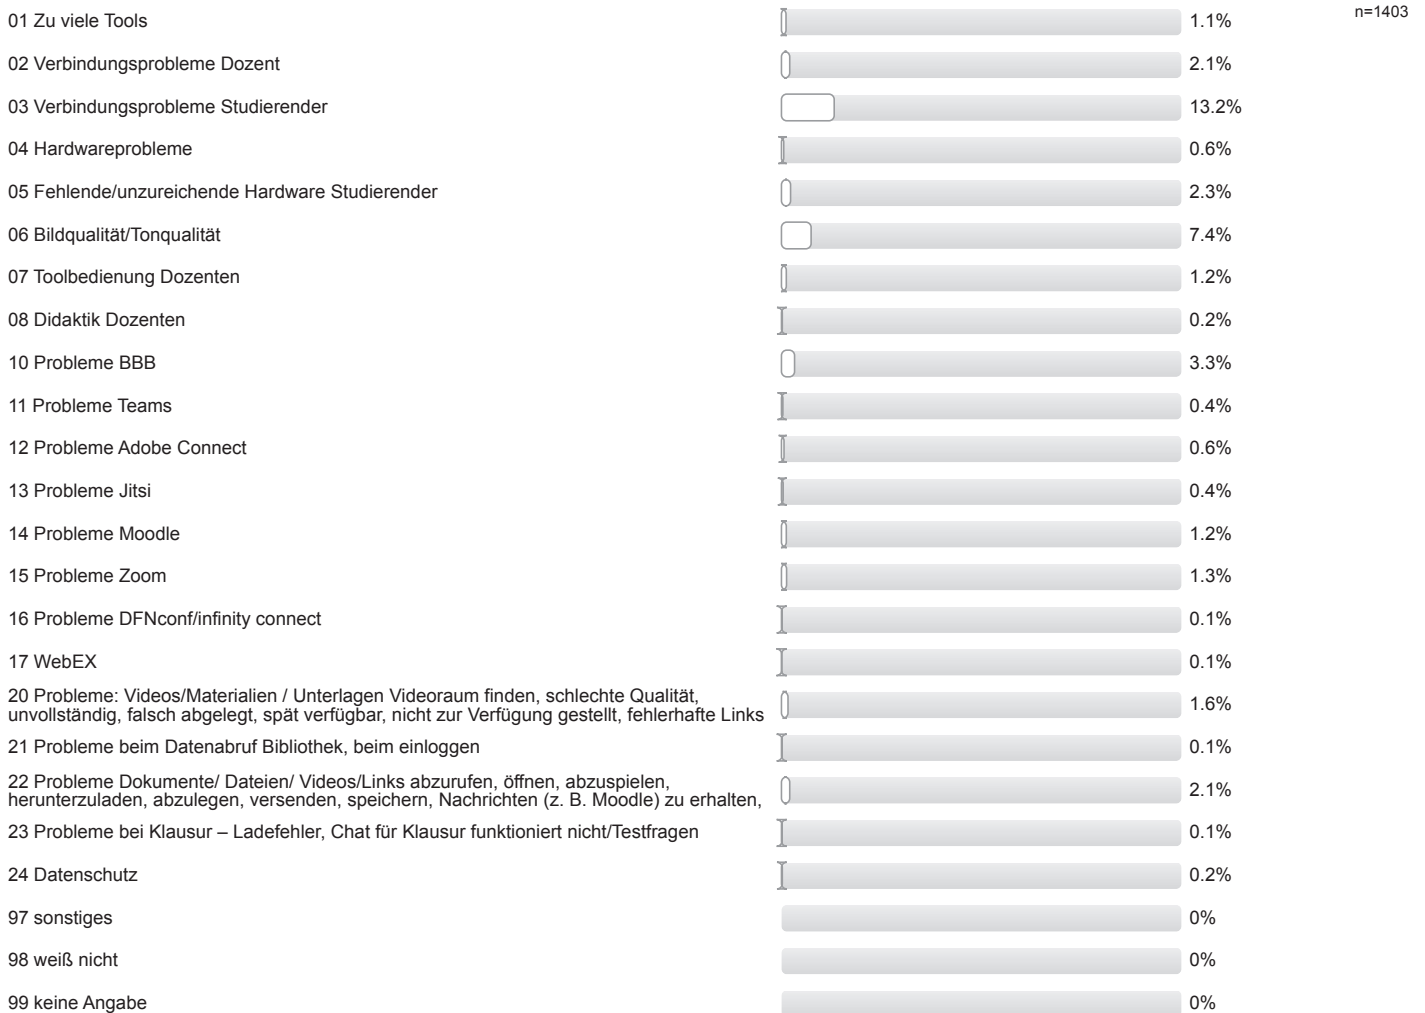 n=1403
01 Zu viele Tools 1.1%
02 Verbindungsprobleme Dozent 2.1%
03 Verbindungsprobleme Studierender 13.2%
04 Hardwareprobleme 0.6%
05 Fehlende/unzureichende Hardware Studierender 2.3%
06 Bildqualität/Tonqualität 7.4%
07 Toolbedienung Dozenten 1.2%
08 Didaktik Dozenten 0.2%
10 Probleme BBB 3.3%
11 Probleme Teams 0.4%
12 Probleme Adobe Connect 0.6%
13 Probleme Jitsi 0.4%
14 Probleme Moodle 1.2%
15 Probleme Zoom 1.3%
16 Probleme DFNconf/infinity connect 0.1%
17 WebEX 0.1%
20 Probleme: Videos/Materialien / Unterlagen Videoraum finden, schlechte Qualität,
unvollständig, falsch abgelegt, spät verfügbar, nicht zur Verfügung gestellt, fehlerhafte Links 1.6%
21 Probleme beim Datenabruf Bibliothek, beim einloggen 0.1%
22 Probleme Dokumente/ Dateien/ Videos/Links abzurufen, öffnen, abzuspielen,
herunterzuladen, abzulegen, versenden, speichern, Nachrichten (z. B. Moodle) zu erhalten, 2.1%
23 Probleme bei Klausur – Ladefehler, Chat für Klausur funktioniert nicht/Testfragen 0.1%
24 Datenschutz 0.2%
97 sonstiges 0%
98 weiß nicht 0%
99 keine Angabe 0%